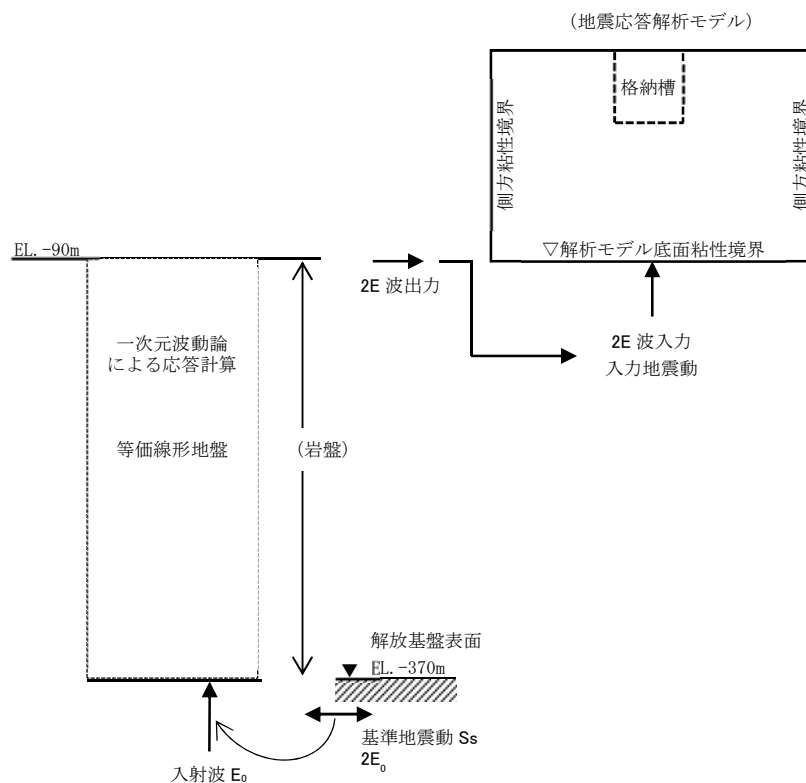 (地震応答解析モデル)
格納槽
側方粘性境界
側方粘性境界
▽解析モデル底面粘性境界
EL.-90m
2E 波出力
一次元波動論
による応答計算
2E 波入力
入力地震動
等価線形地盤
(岩盤)
解放基盤表面
EL.-370m
基準地震動 Ss
2E₀
入射波 E₀